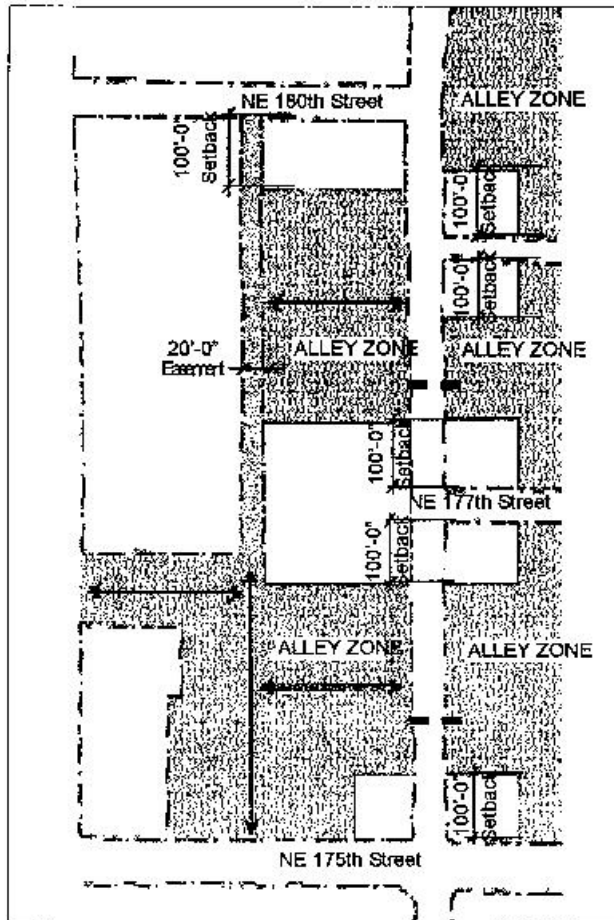 NE 180th Street
ALLEY ZONE
100'-0"
Setback
100'-0"
Setback
100'-0"
Setback
20'-0"
Easement
ALLEY ZONE
ALLEY ZONE
100'-0"
Setback
NE 177th Street
100'-0"
Setback
ALLEY ZONE
ALLEY ZONE
100'-0"
Setback
NE 175th Street